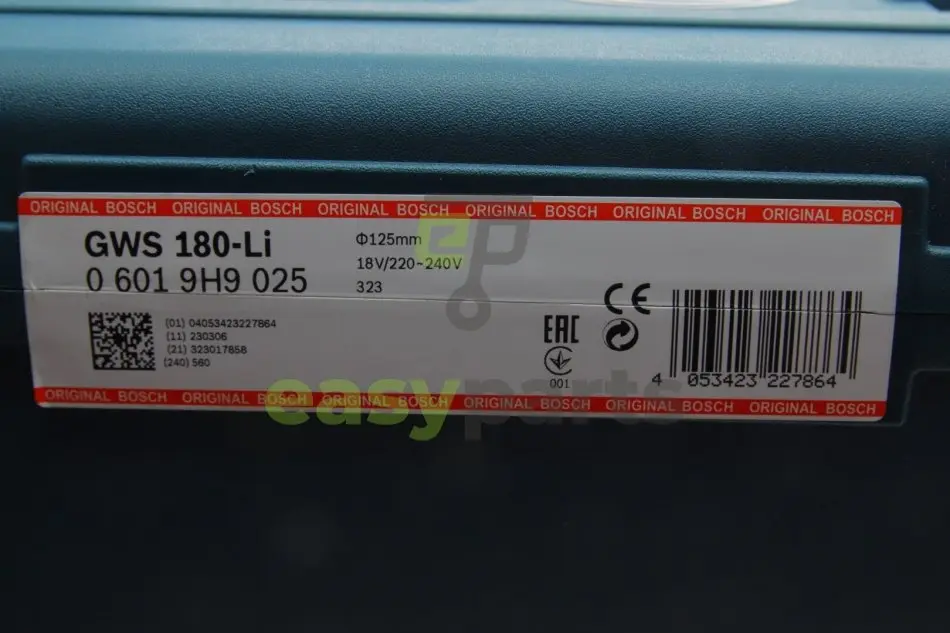 ORIGINAL BOSCH ORIGINAL BOSCH ORIGINAL BOSCH ORIGINAL BOSCH ORIGINAL BOSCH ORIGINAL BOSCH
GWS 180-Li
0 601 9H9 025
Φ125mm
18V/220~240V
323
(01) 04053423227864
(11) 230306
(21) 323017858
(240) 560
EAC
001
CE
4 053423 227864
ORIGINAL BOSCH ORIGINAL BOSCH ORIGINAL BOSCH ORIGINAL BOSCH ORIGINAL BOSCH ORIGINAL BOSCH
ep
easyparts